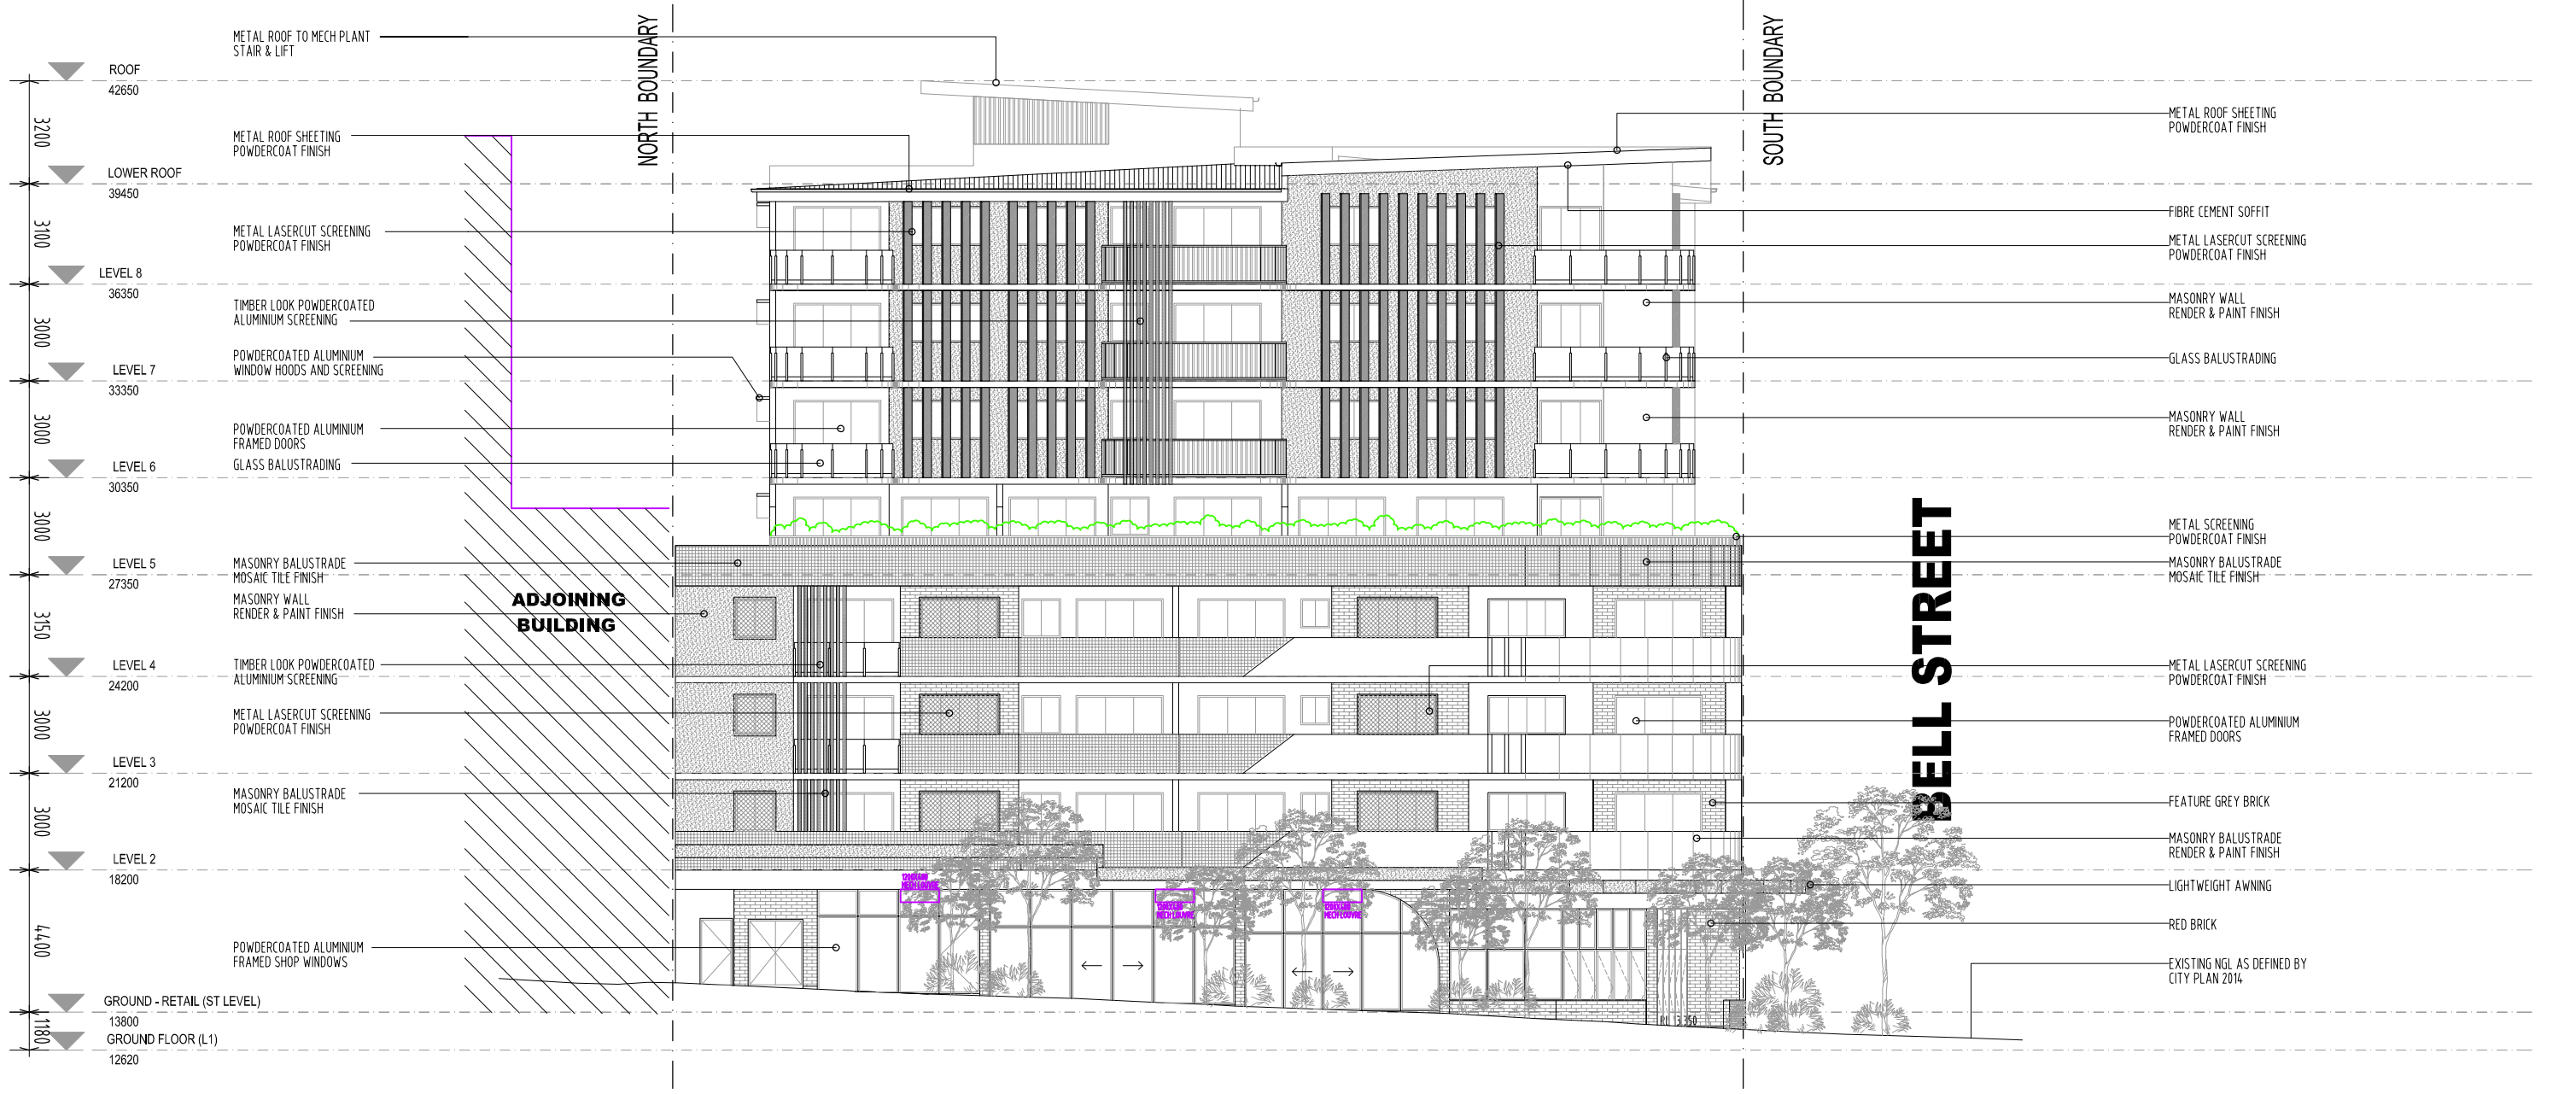 METAL ROOF TO MECH PLANT
STAIR & LIFT
ROOF
42650
3200
METAL ROOF SHEETING
POWDERCOAT FINISH
LOWER ROOF
39450
3100
METAL LASERCUT SCREENING
POWDERCOAT FINISH
LEVEL 8
36350
3000
TIMBER LOOK POWDERCOATED
ALUMINIUM SCREENING
POWDERCOATED ALUMINIUM
WINDOW HOODS AND SCREENING
LEVEL 7
33350
3000
POWDERCOATED ALUMINIUM
FRAMED DOORS
GLASS BALUSTRADING
LEVEL 6
30350
3000
LEVEL 5
27350
MASONRY BALUSTRADE
MOSAIC TILE FINISH
MASONRY WALL
RENDER & PAINT FINISH
3150
LEVEL 4
24200
TIMBER LOOK POWDERCOATED
ALUMINIUM SCREENING
3000
METAL LASERCUT SCREENING
POWDERCOAT FINISH
LEVEL 3
21200
MASONRY BALUSTRADE
MOSAIC TILE FINISH
3000
LEVEL 2
18200
4400
POWDERCOATED ALUMINIUM
FRAMED SHOP WINDOWS
GROUND - RETAIL (ST LEVEL)
13800
1180
GROUND FLOOR (L1)
12620
NORTH BOUNDARY
ADJOINING
BUILDING
1200X400
MECH LOUVRE
1200X400
MECH LOUVRE
1200X400
MECH LOUVRE
SOUTH BOUNDARY
BELL STREET
METAL ROOF SHEETING
POWDERCOAT FINISH
FIBRE CEMENT SOFFIT
METAL LASERCUT SCREENING
POWDERCOAT FINISH
MASONRY WALL
RENDER & PAINT FINISH
GLASS BALUSTRADING
MASONRY WALL
RENDER & PAINT FINISH
METAL SCREENING
POWDERCOAT FINISH
MASONRY BALUSTRADE
MOSAIC TILE FINISH
METAL LASERCUT SCREENING
POWDERCOAT FINISH
POWDERCOATED ALUMINIUM
FRAMED DOORS
FEATURE GREY BRICK
MASONRY BALUSTRADE
RENDER & PAINT FINISH
LIGHTWEIGHT AWNING
RED BRICK
EXISTING NGL AS DEFINED BY
CITY PLAN 2014